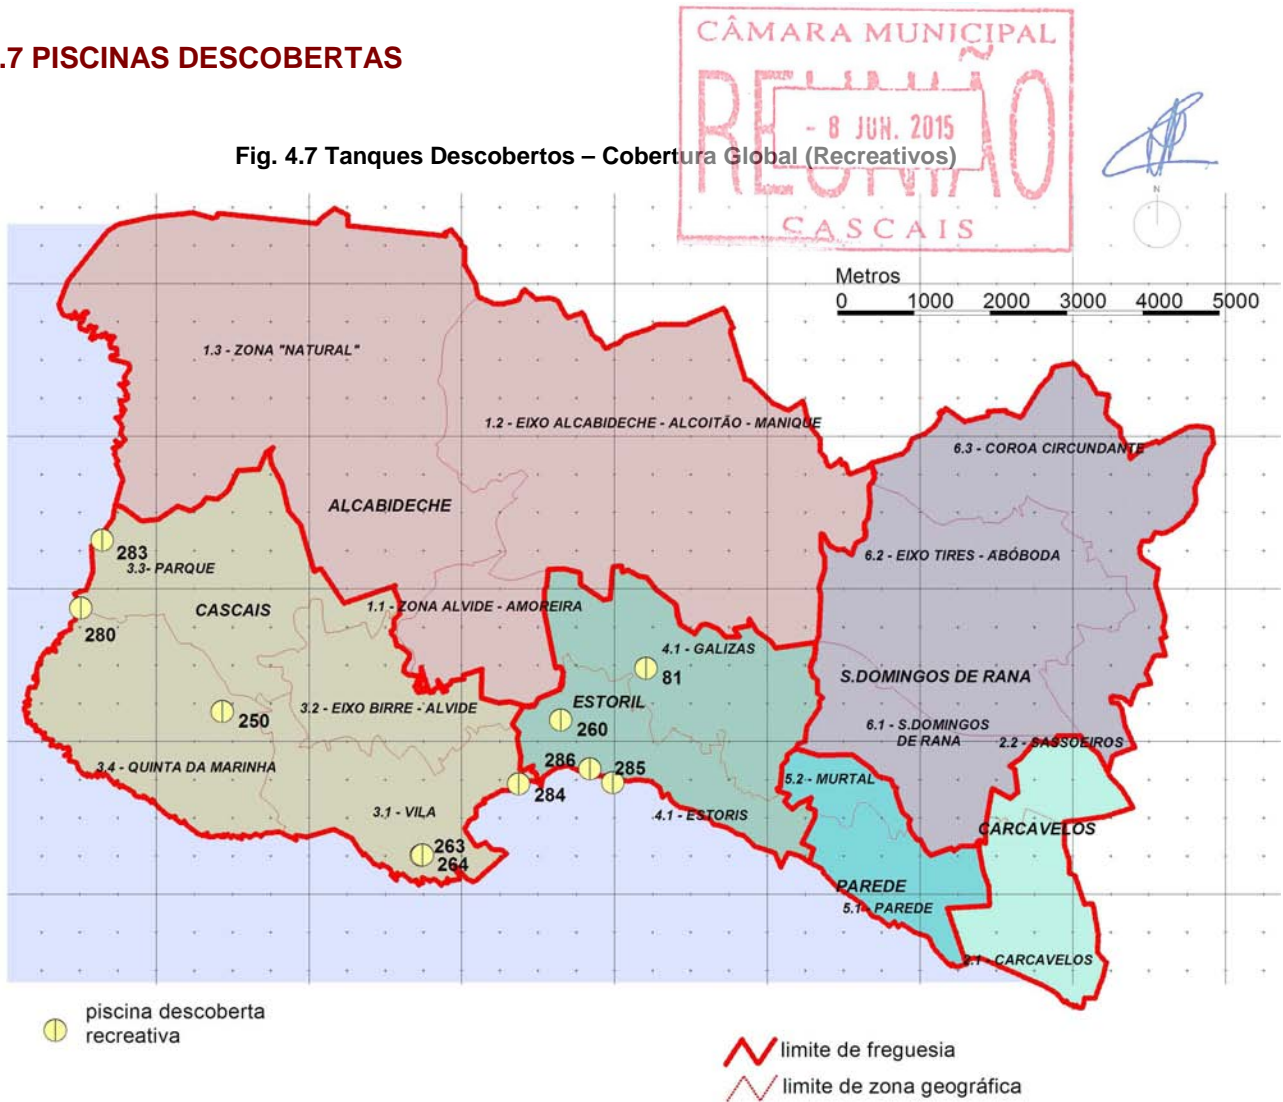 .7 PISCINAS DESCOBERTAS
CÂMARA MUNICIPAL
REUNIÃO
- 8 JUN. 2015
CASCAIS
Fig. 4.7 Tanques Descobertos – Cobertura Global (Recreativos)
N
Metros
0 1000 2000 3000 4000 5000
1.3 - ZONA "NATURAL"
1.2 - EIXO ALCABIDECHE - ALCOITÃO - MANIQUE
6.3 - COROA CIRCUNDANTE
ALCABIDECHE
283
3.3- PARQUE
6.2 - EIXO TIRES - ABÓBODA
CASCAIS
1.1 - ZONA ALVIDE - AMOREIRA
280
4.1 - GALIZAS
81
S.DOMINGOS DE RANA
ESTORIL
260
250
3.2 - EIXO BIRRE - ALVIDE
6.1 - S.DOMINGOS
DE RANA
2.2 - SASSOEIROS
3.4 - QUINTA DA MARINHA
286
285
284
5.2 - MURTAL
3.1 - VILA
4.1 - ESTORIS
CARCAVELOS
263
264
PAREDE
5.1 - PAREDE
2.1 - CARCAVELOS
piscina descoberta
recreativa
limite de freguesia
limite de zona geográfica